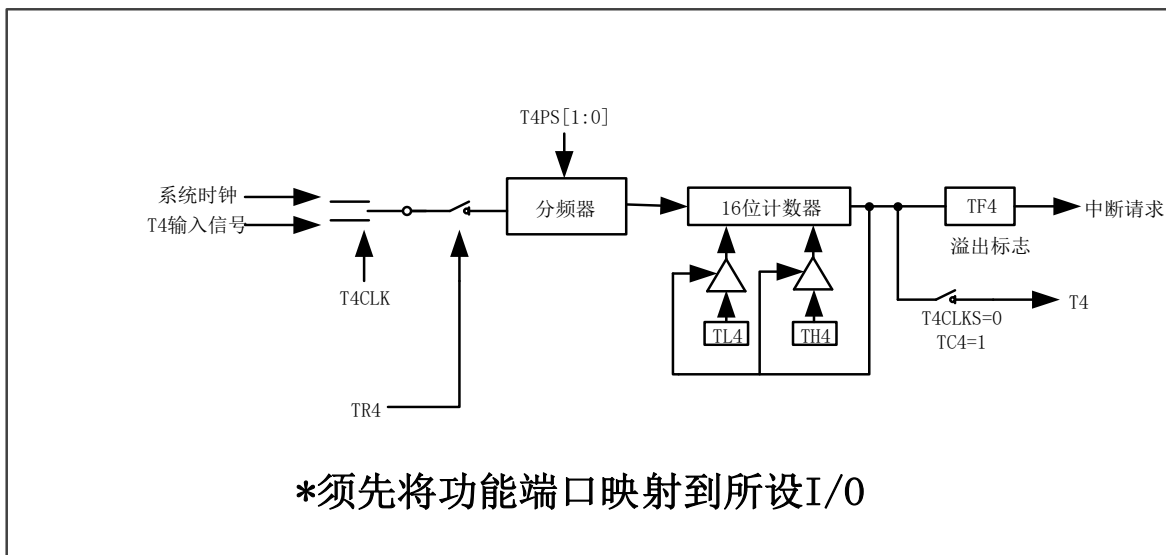 T4PS[1:0]
系统时钟
T4输入信号
分频器
16位计数器
TF4
中断请求
溢出标志
T4CLK
TL4
TH4
T4
T4CLKS=0
TC4=1
TR4
*须先将功能端口映射到所设I/O